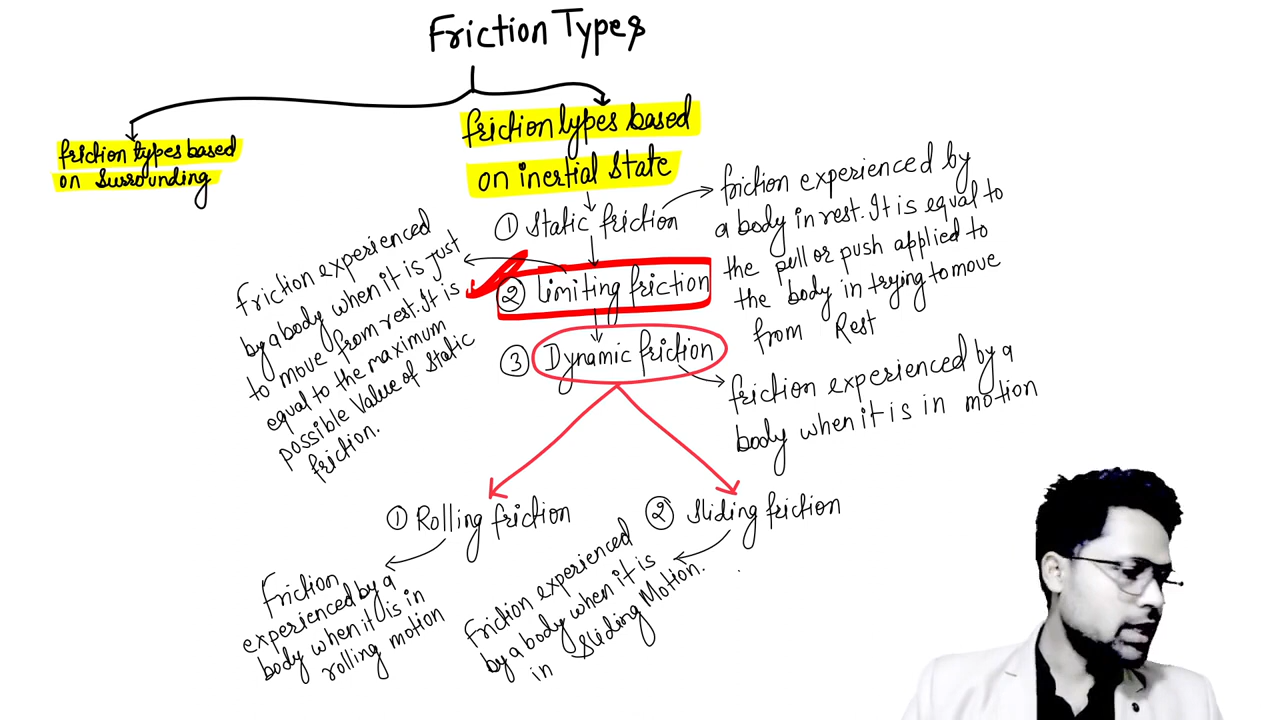 Friction Types
friction types based
on Surrounding
friction types based
on inertial State
① Static friction
friction experienced by
a body in rest. It is equal to
the pull or push applied to
the body in trying to move
from Rest
② limiting friction
Friction experienced
by a body when it is just
to move from rest. It is
equal to the maximum
possible Value of Static
friction.
③ Dynamic friction
friction experienced by a
body when it is in motion
① Rolling friction
Friction
experienced by a
body when it is in
rolling motion
② Sliding friction
Friction experienced
by a body when it is
in Sliding Motion.